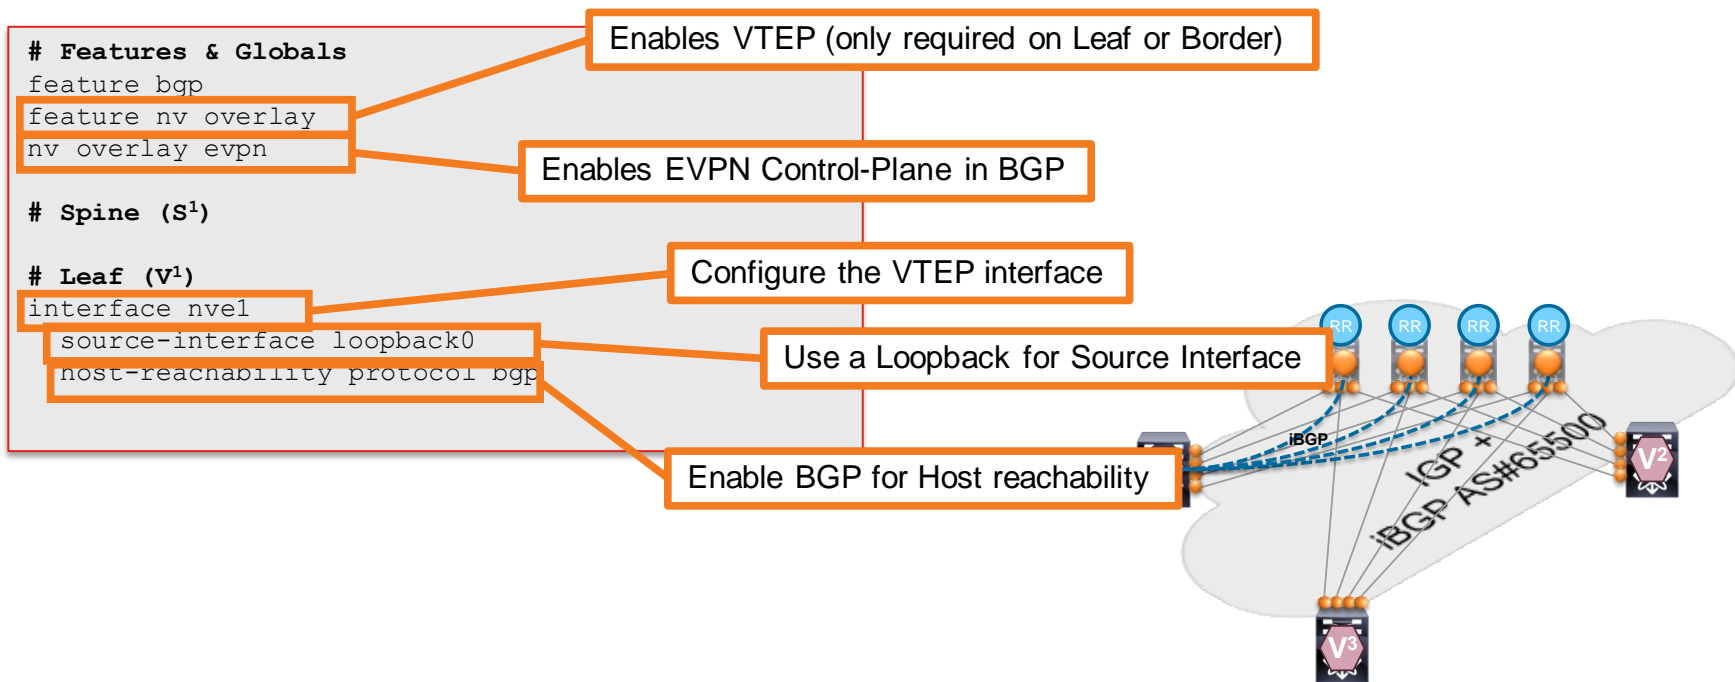 # Features & Globals
feature bgp
feature nv overlay
nv overlay evpn
# Spine (S¹)
# Leaf (V¹)
interface nve1
source-interface loopback0
host-reachability protocol bgp
Enables VTEP (only required on Leaf or Border)
Enables EVPN Control-Plane in BGP
Configure the VTEP interface
Use a Loopback for Source Interface
Enable BGP for Host reachability
RR RR RR RR
iBGP
IGP +
iBGP AS#65500
V²
V³